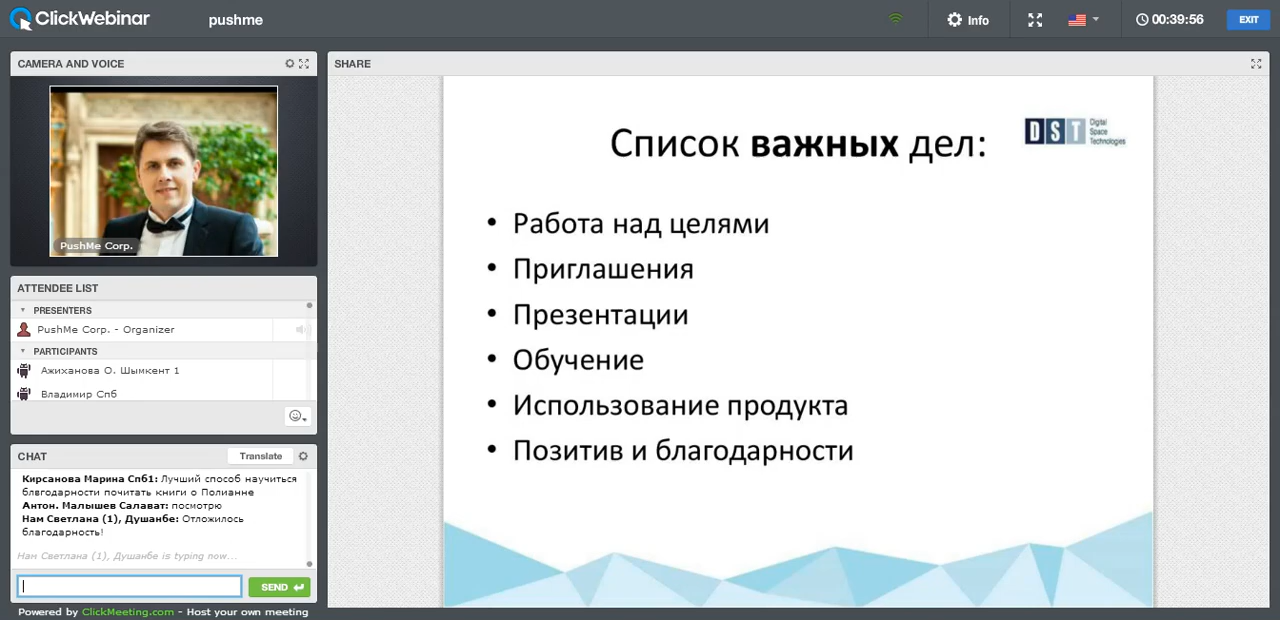 ClickWebinar
pushme
Info
00:39:56
EXIT
CAMERA AND VOICE
PushMe Corp.
ATTENDEE LIST
PRESENTERS
PushMe Corp. - Organizer
PARTICIPANTS
Ажиханова О. Шымкент 1
Владимир Спб
CHAT
Translate
Кирсанова Марина Спб1: Лучший способ научиться
блвгодарности почитать книги о Полианне
Антон. Малышев Салават: посмотрю
Нам Светлана (1), Душанбе: Отложилось
благодарность!
Нам Светлана (1), Душанбе is typing now...
SEND
Powered by ClickMeeting.com - Host your own meeting
SHARE
Список важных дел:
DST
Digital
Space
Technologies
• Работа над целями
• Приглашения
• Презентации
• Обучение
• Использование продукта
• Позитив и благодарности